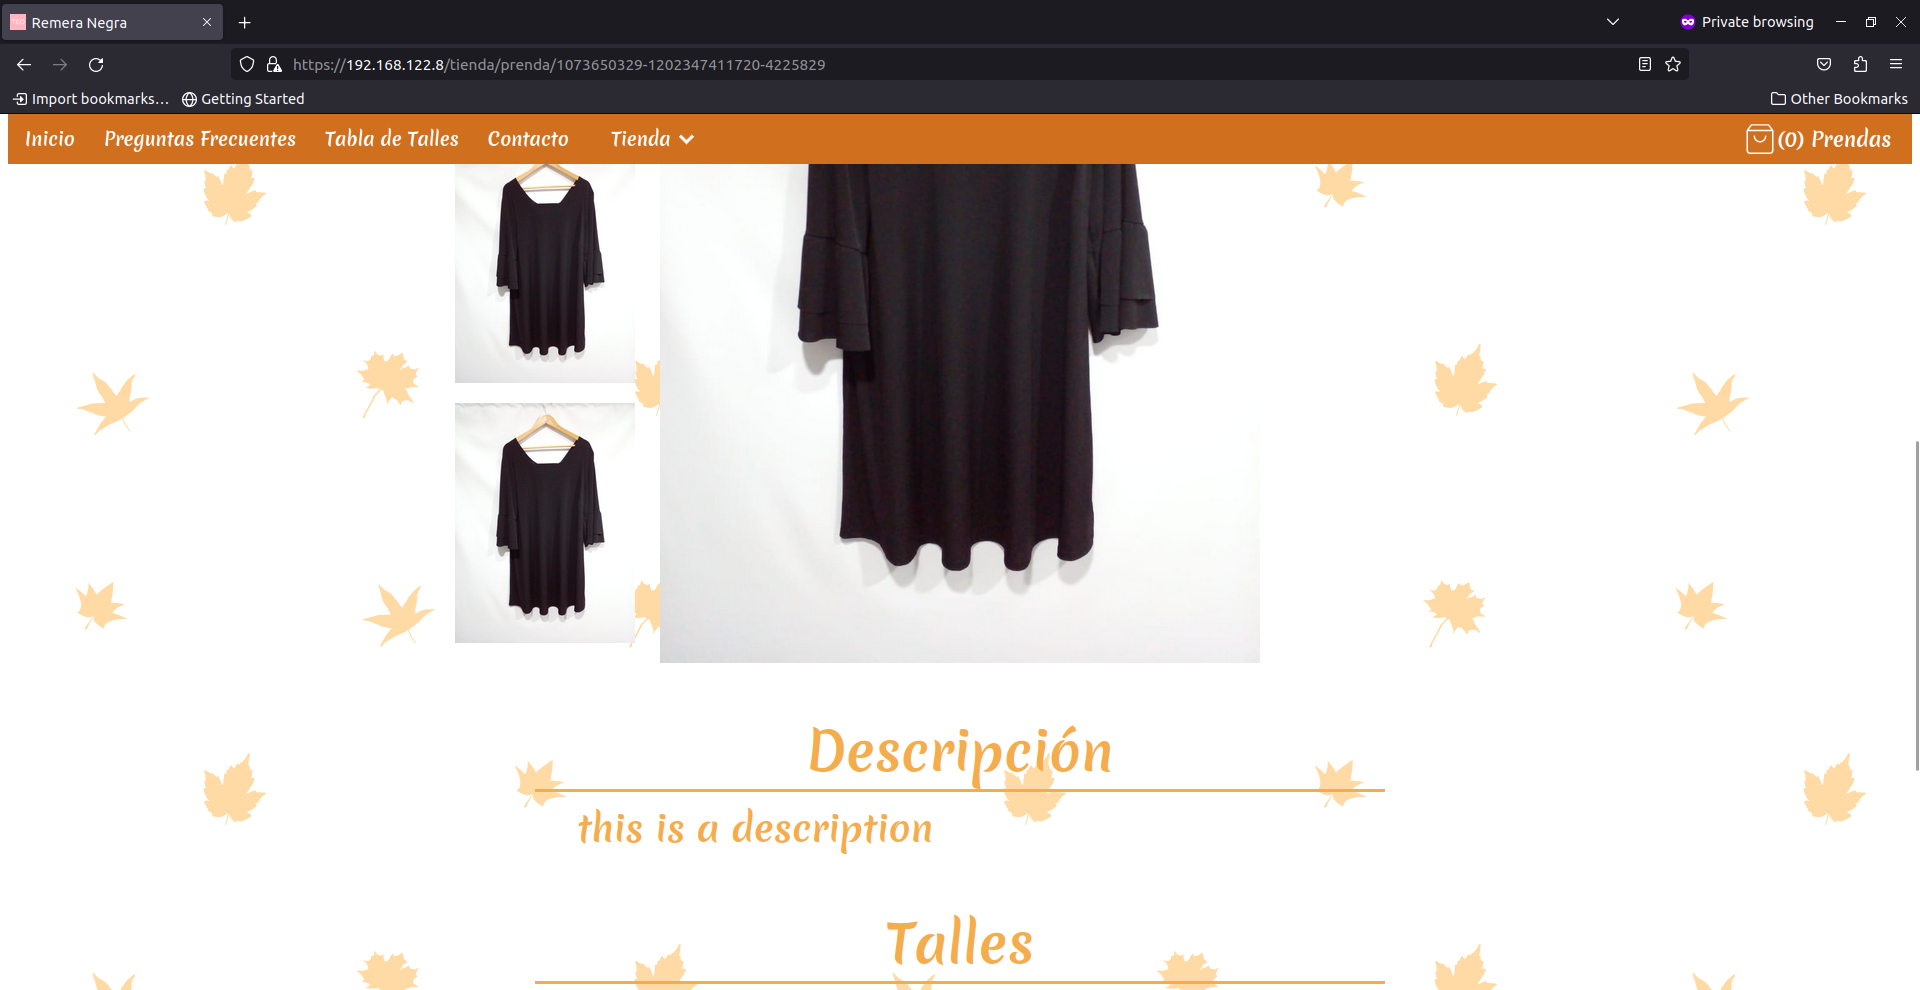 Remera Negra
Private browsing
https://192.168.122.8/tienda/prenda/1073650329-1202347411720-4225829
Import bookmarks…
Getting Started
Other Bookmarks
Inicio
Preguntas Frecuentes
Tabla de Talles
Contacto
Tienda
(0) Prendas
Descripción
this is a description
Talles